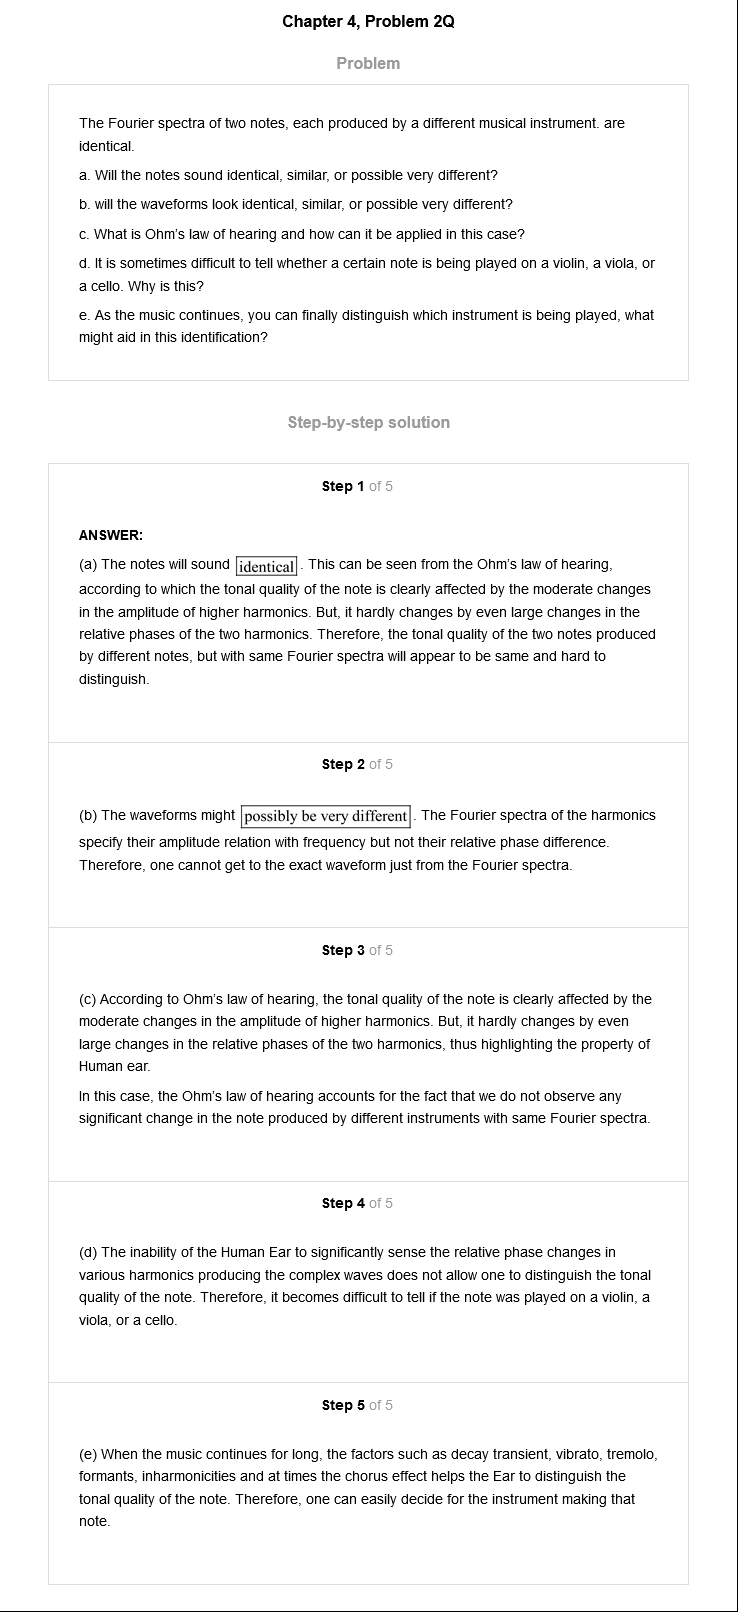 Chapter 4, Problem 2Q
Problem
The Fourier spectra of two notes, each produced by a different musical instrument. are
identical.
a. Will the notes sound identical, similar, or possible very different?
b. will the waveforms look identical, similar, or possible very different?
c. What is Ohm's law of hearing and how can it be applied in this case?
d. It is sometimes difficult to tell whether a certain note is being played on a violin, a viola, or
a cello. Why is this?
e. As the music continues, you can finally distinguish which instrument is being played, what
might aid in this identification?
Step-by-step solution
Step 1 of 5
ANSWER:
(a) The notes will sound identical. This can be seen from the Ohm's law of hearing,
according to which the tonal quality of the note is clearly affected by the moderate changes
in the amplitude of higher harmonics. But, it hardly changes by even large changes in the
relative phases of the two harmonics. Therefore, the tonal quality of the two notes produced
by different notes, but with same Fourier spectra will appear to be same and hard to
distinguish.
Step 2 of 5
(b) The waveforms might possibly be very different. The Fourier spectra of the harmonics
specify their amplitude relation with frequency but not their relative phase difference.
Therefore, one cannot get to the exact waveform just from the Fourier spectra.
Step 3 of 5
(c) According to Ohm's law of hearing, the tonal quality of the note is clearly affected by the
moderate changes in the amplitude of higher harmonics. But, it hardly changes by even
large changes in the relative phases of the two harmonics, thus highlighting the property of
Human ear.
In this case, the Ohm's law of hearing accounts for the fact that we do not observe any
significant change in the note produced by different instruments with same Fourier spectra.
Step 4 of 5
(d) The inability of the Human Ear to significantly sense the relative phase changes in
various harmonics producing the complex waves does not allow one to distinguish the tonal
quality of the note. Therefore, it becomes difficult to tell if the note was played on a violin, a
viola, or a cello.
Step 5 of 5
(e) When the music continues for long, the factors such as decay transient, vibrato, tremolo,
formants, inharmonicities and at times the chorus effect helps the Ear to distinguish the
tonal quality of the note. Therefore, one can easily decide for the instrument making that
note.